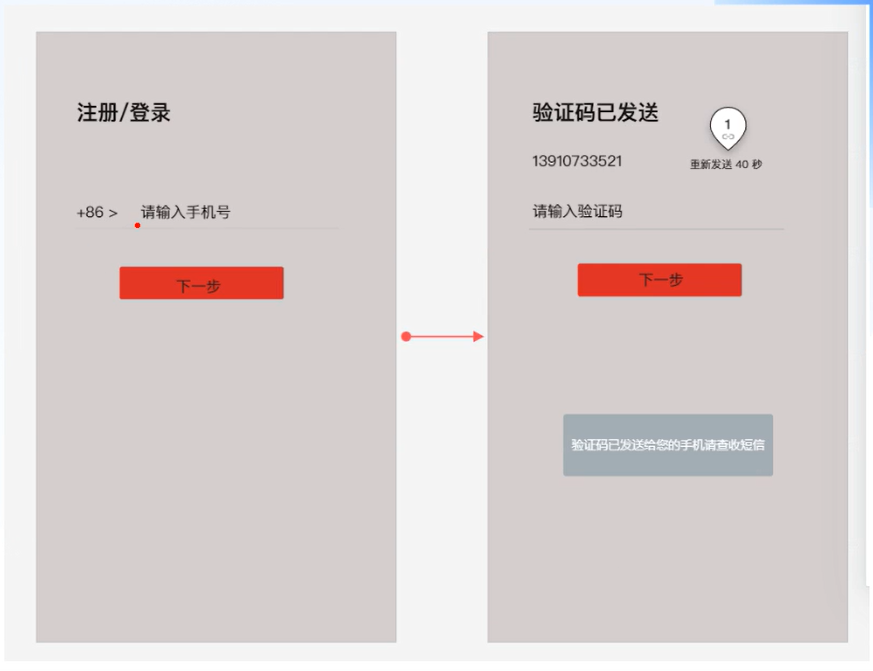 注册/登录
+86 > 请输入手机号
下一步
验证码已发送
1
13910733521
重新发送 40 秒
请输入验证码
下一步
验证码已发送给您的手机请查收短信